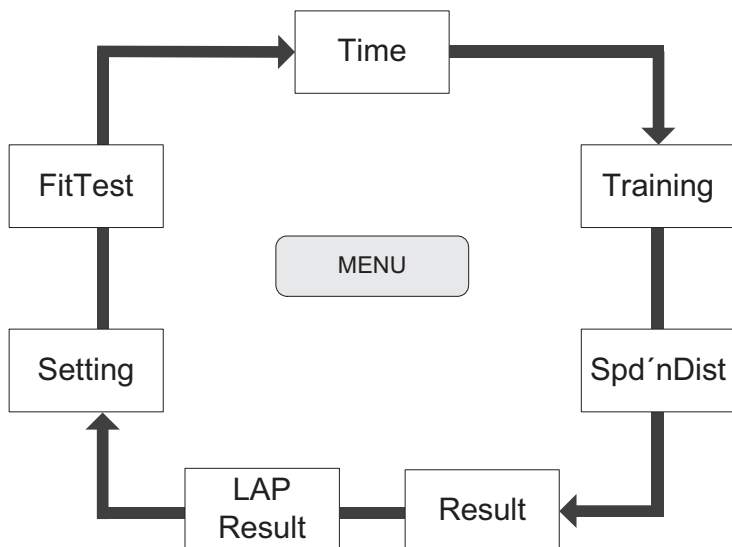 Time
FitTest
Training
MENU
Setting
Spd´nDist
LAP
Result
Result